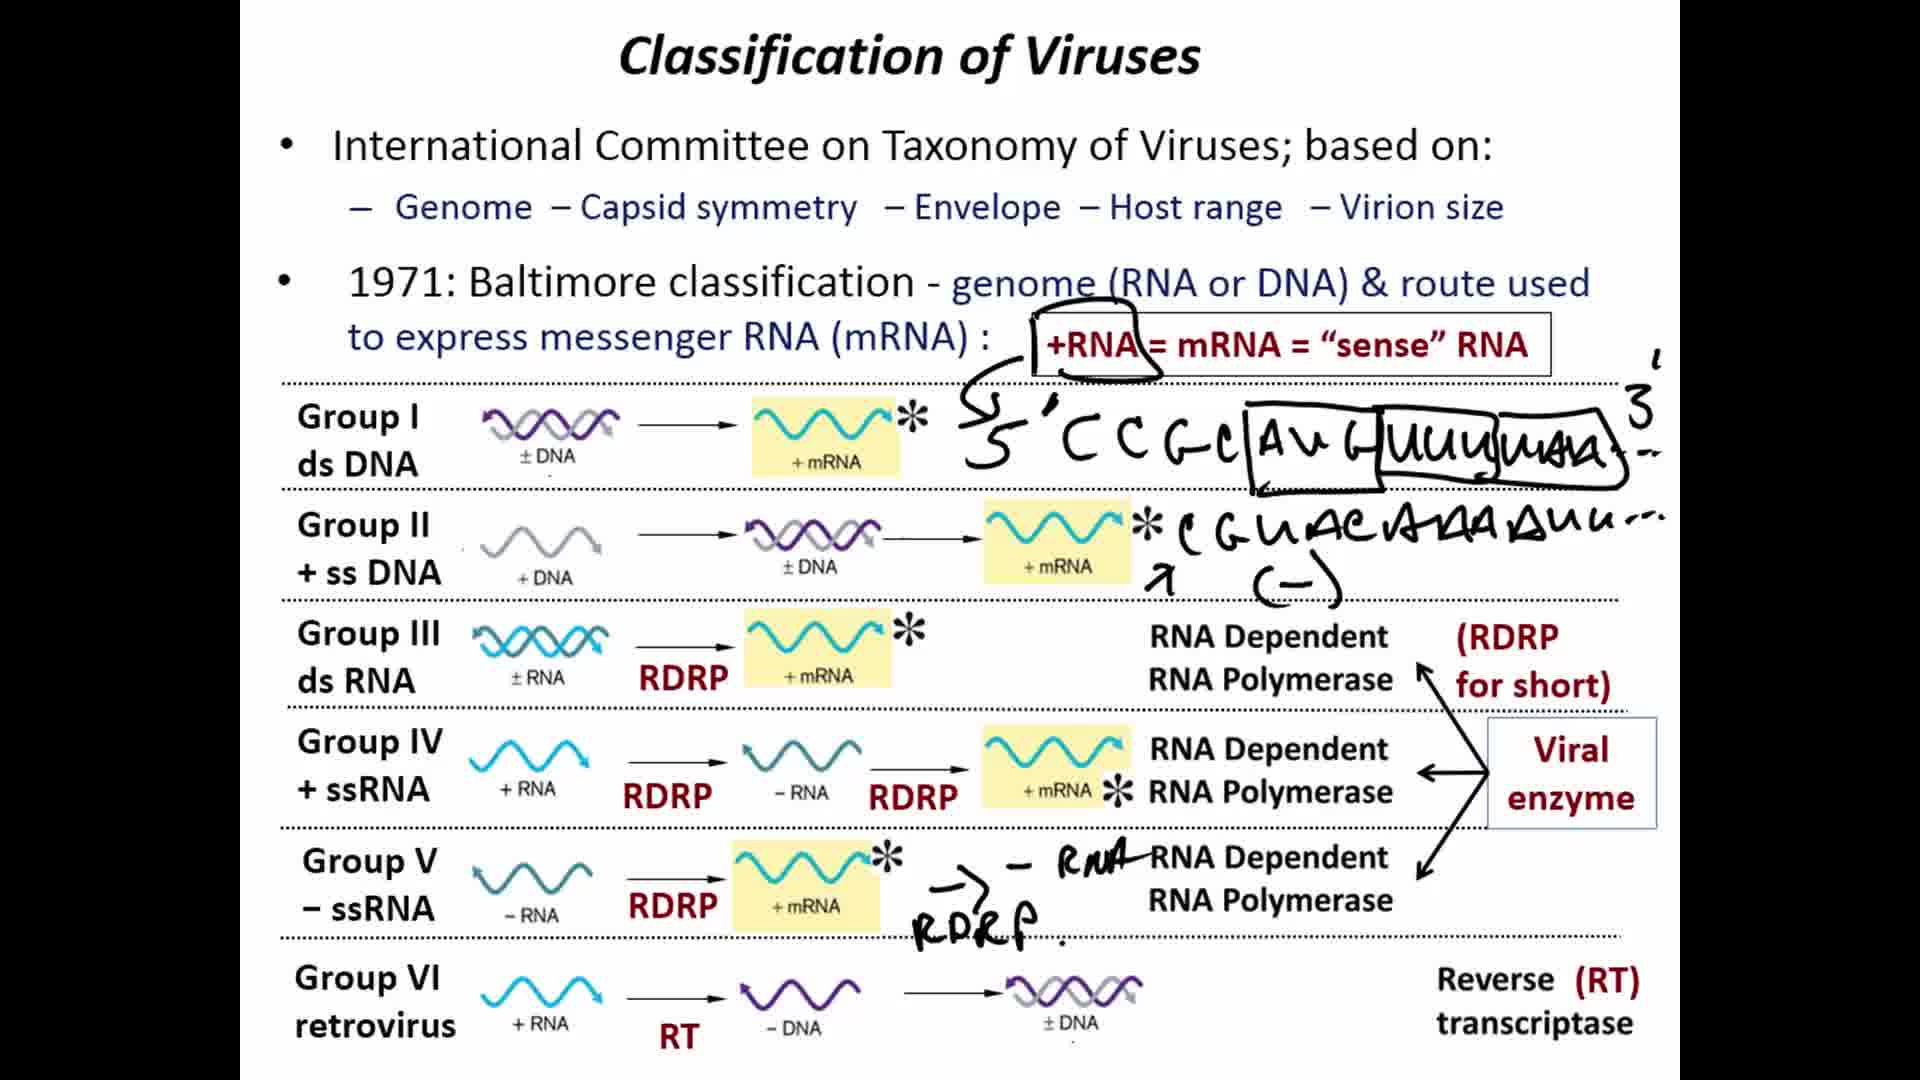 Classification of Viruses
• International Committee on Taxonomy of Viruses; based on:
– Genome – Capsid symmetry – Envelope – Host range – Virion size
• 1971: Baltimore classification - genome (RNA or DNA) & route used
to express messenger RNA (mRNA) :
+RNA = mRNA = “sense” RNA
Group I
ds DNA
± DNA
+ mRNA
*
5' CCGC AUG UUU UAA ... 3'
Group II
+ ss DNA
+ DNA
± DNA
+ mRNA
*
CGUACAAAAUU...
(-)
Group III
ds RNA
± RNA
RDRP
+ mRNA
*
RNA Dependent
RNA Polymerase
(RDRP
for short)
Group IV
+ ssRNA
+ RNA
RDRP
– RNA
RDRP
+ mRNA
*
RNA Dependent
RNA Polymerase
Viral
enzyme
Group V
– ssRNA
– RNA
RDRP
+ mRNA
*
- RNA
RDRP.
RNA Dependent
RNA Polymerase
Group VI
retrovirus
+ RNA
RT
– DNA
± DNA
Reverse (RT)
transcriptase